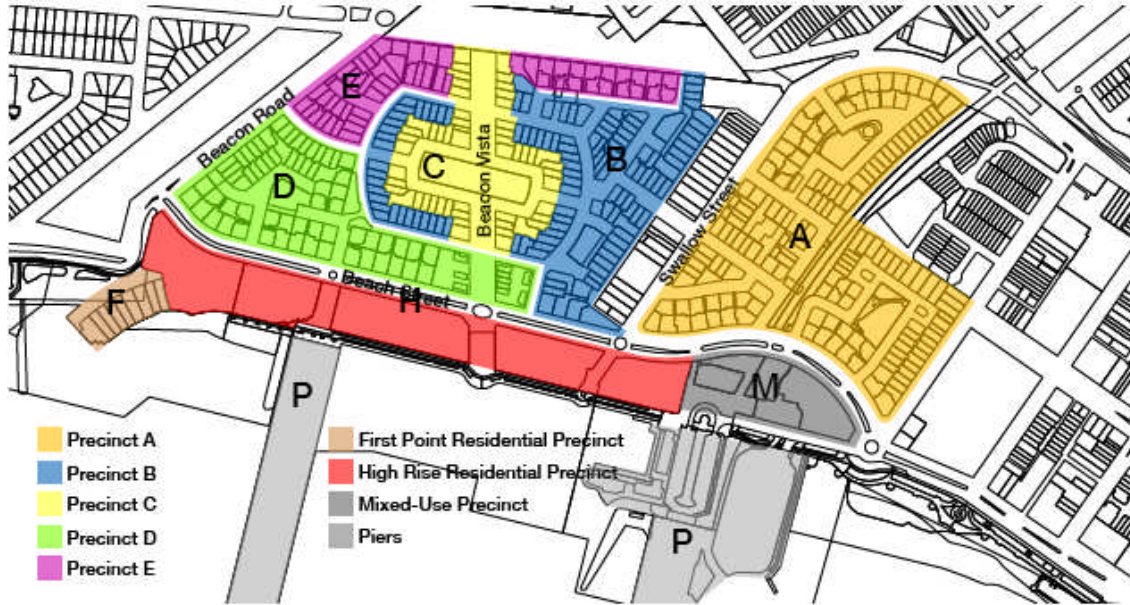 E
Beacon Road
B
C
Beacon Vista
D
A
Swallow Street
F
Beach Street
H
P
M
P
Precinct A
Precinct B
Precinct C
Precinct D
Precinct E
First Point Residential Precinct
High Rise Residential Precinct
Mixed-Use Precinct
Piers